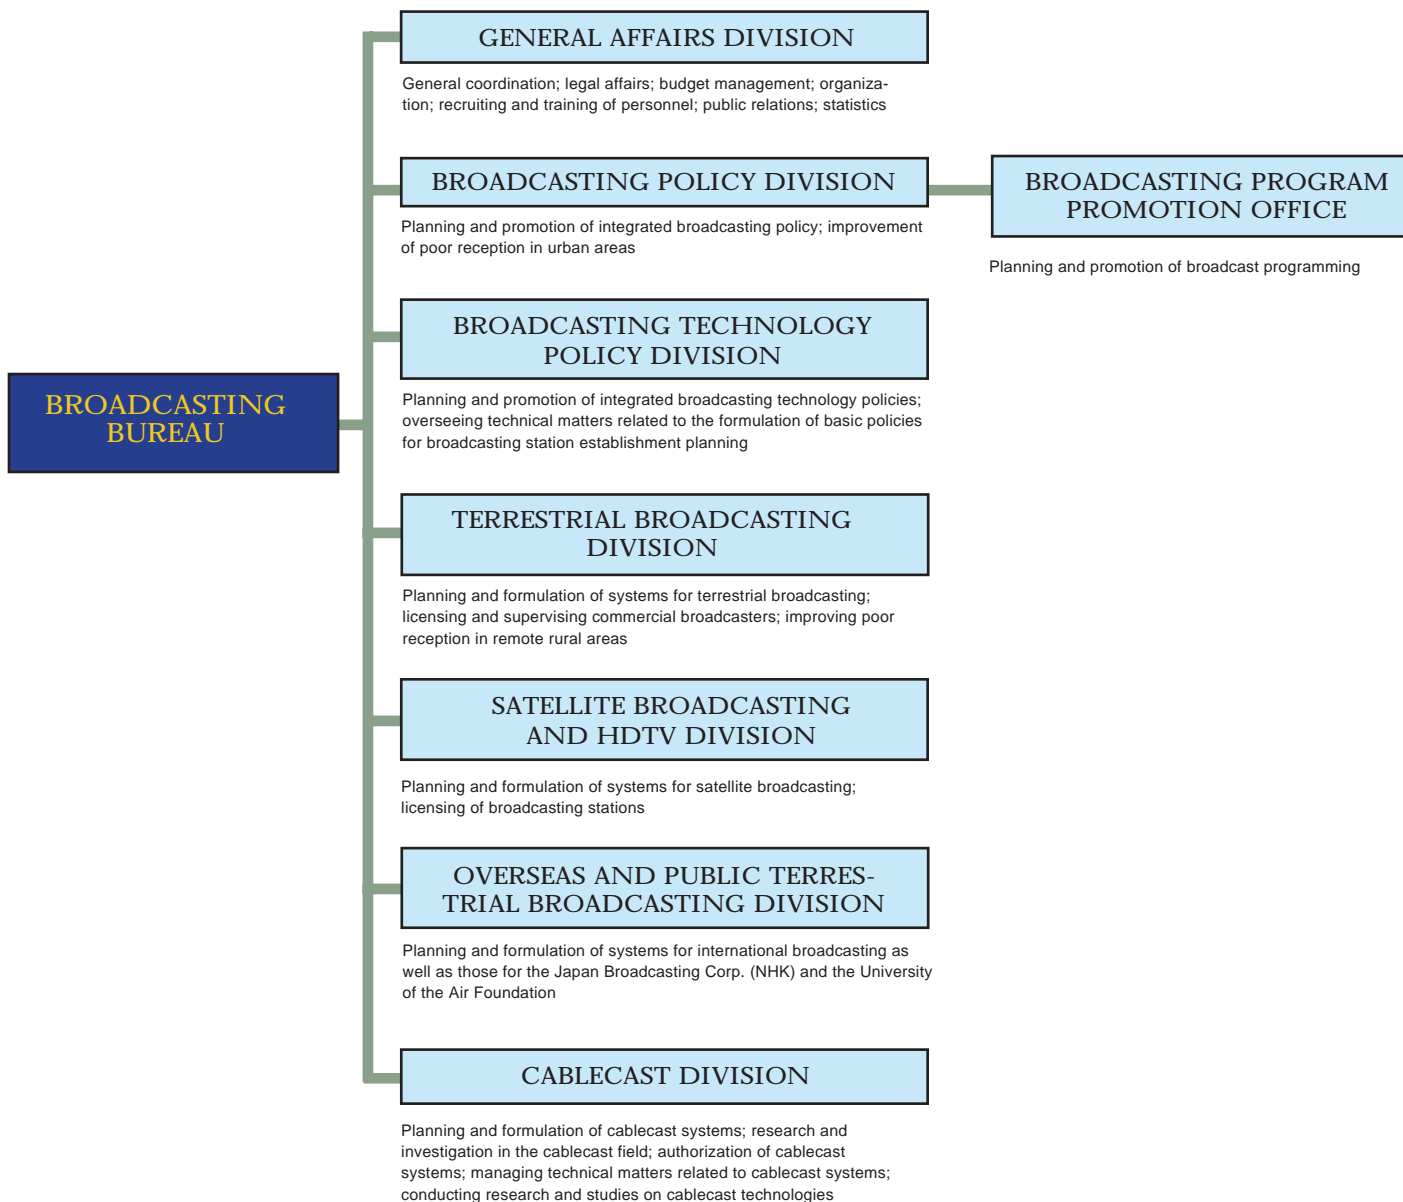 GENERAL AFFAIRS DIVISION
General coordination; legal affairs; budget management; organiza-
tion; recruiting and training of personnel; public relations; statistics
BROADCASTING POLICY DIVISION
Planning and promotion of integrated broadcasting policy; improvement
of poor reception in urban areas
BROADCASTING PROGRAM
PROMOTION OFFICE
Planning and promotion of broadcast programming
BROADCASTING TECHNOLOGY
POLICY DIVISION
Planning and promotion of integrated broadcasting technology policies;
overseeing technical matters related to the formulation of basic policies
for broadcasting station establishment planning
BROADCASTING
BUREAU
TERRESTRIAL BROADCASTING
DIVISION
Planning and formulation of systems for terrestrial broadcasting;
licensing and supervising commercial broadcasters; improving poor
reception in remote rural areas
SATELLITE BROADCASTING
AND HDTV DIVISION
Planning and formulation of systems for satellite broadcasting;
licensing of broadcasting stations
OVERSEAS AND PUBLIC TERRES-
TRIAL BROADCASTING DIVISION
Planning and formulation of systems for international broadcasting as
well as those for the Japan Broadcasting Corp. (NHK) and the University
of the Air Foundation
CABLECAST DIVISION
Planning and formulation of cablecast systems; research and
investigation in the cablecast field; authorization of cablecast
systems; managing technical matters related to cablecast systems;
conducting research and studies on cablecast technologies